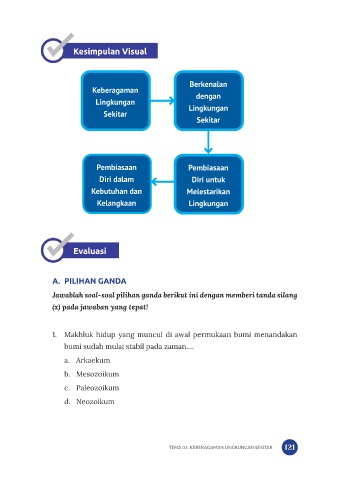 Kesimpulan Visual
Keberagaman
Lingkungan
Sekitar
Berkenalan
dengan
Lingkungan
Sekitar
Pembiasaan
Diri dalam
Kebutuhan dan
Kelangkaan
Pembiasaan
Diri untuk
Melestarikan
Lingkungan
Evaluasi
A. PILIHAN GANDA
Jawablah soal-soal pilihan ganda berikut ini dengan memberi tanda silang
(x) pada jawaban yang tepat!
1. Makhluk hidup yang muncul di awal permukaan bumi menandakan
bumi sudah mulai stabil pada zaman....
a. Arkaekum
b. Mesozoikum
c. Paleozoikum
d. Neozoikum
TEMA 02: KEBERAGAMAN LINGKUNGAN SEKITAR 121